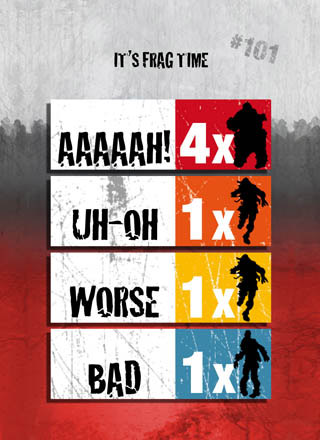 #101
IT'S FRAG TIME
AAAAAH! 4x
UH-OH 1x
WORSE 1x
BAD 1x